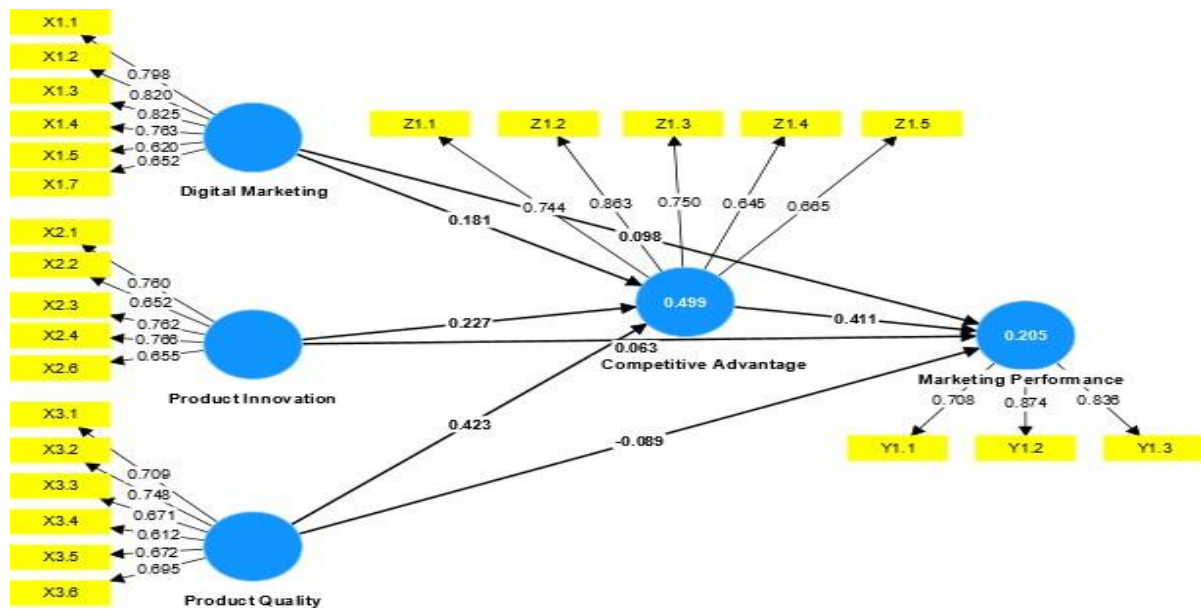 X1.1
X1.2
X1.3
X1.4
X1.5
X1.7
0.798
0.820
0.825
0.763
0.620
0.652
Digital Marketing
X2.1
X2.2
X2.3
X2.4
X2.6
0.760
0.652
0.762
0.766
0.655
Product Innovation
X3.1
X3.2
X3.3
X3.4
X3.5
X3.6
0.709
0.748
0.671
0.612
0.672
0.695
Product Quality
Z1.1
Z1.2
Z1.3
Z1.4
Z1.5
0.744
0.863
0.750
0.645
0.665
0.181
0.098
0.227
0.063
0.423
-0.089
0.499
Competitive Advantage
0.411
0.205
Marketing Performance
0.708
0.874
0.836
Y1.1
Y1.2
Y1.3